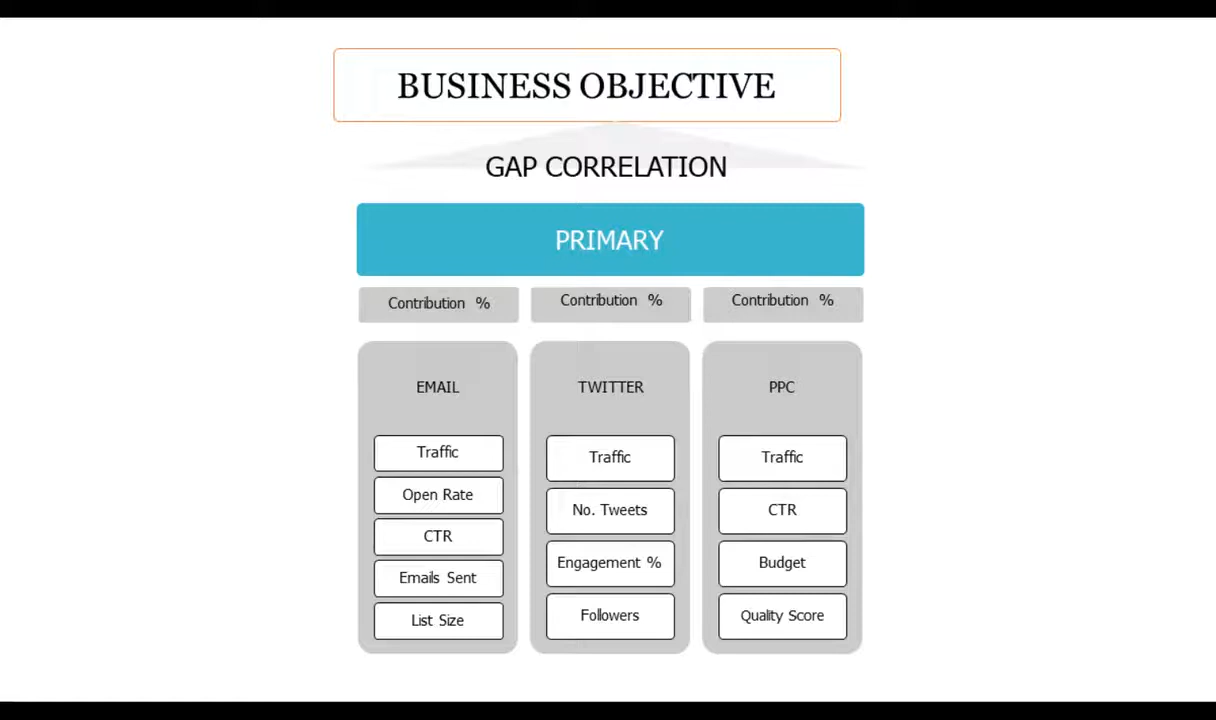 BUSINESS OBJECTIVE
GAP CORRELATION
PRIMARY
Contribution %
Contribution %
Contribution %
EMAIL
Traffic
Open Rate
CTR
Emails Sent
List Size
TWITTER
Traffic
No. Tweets
Engagement %
Followers
PPC
Traffic
CTR
Budget
Quality Score